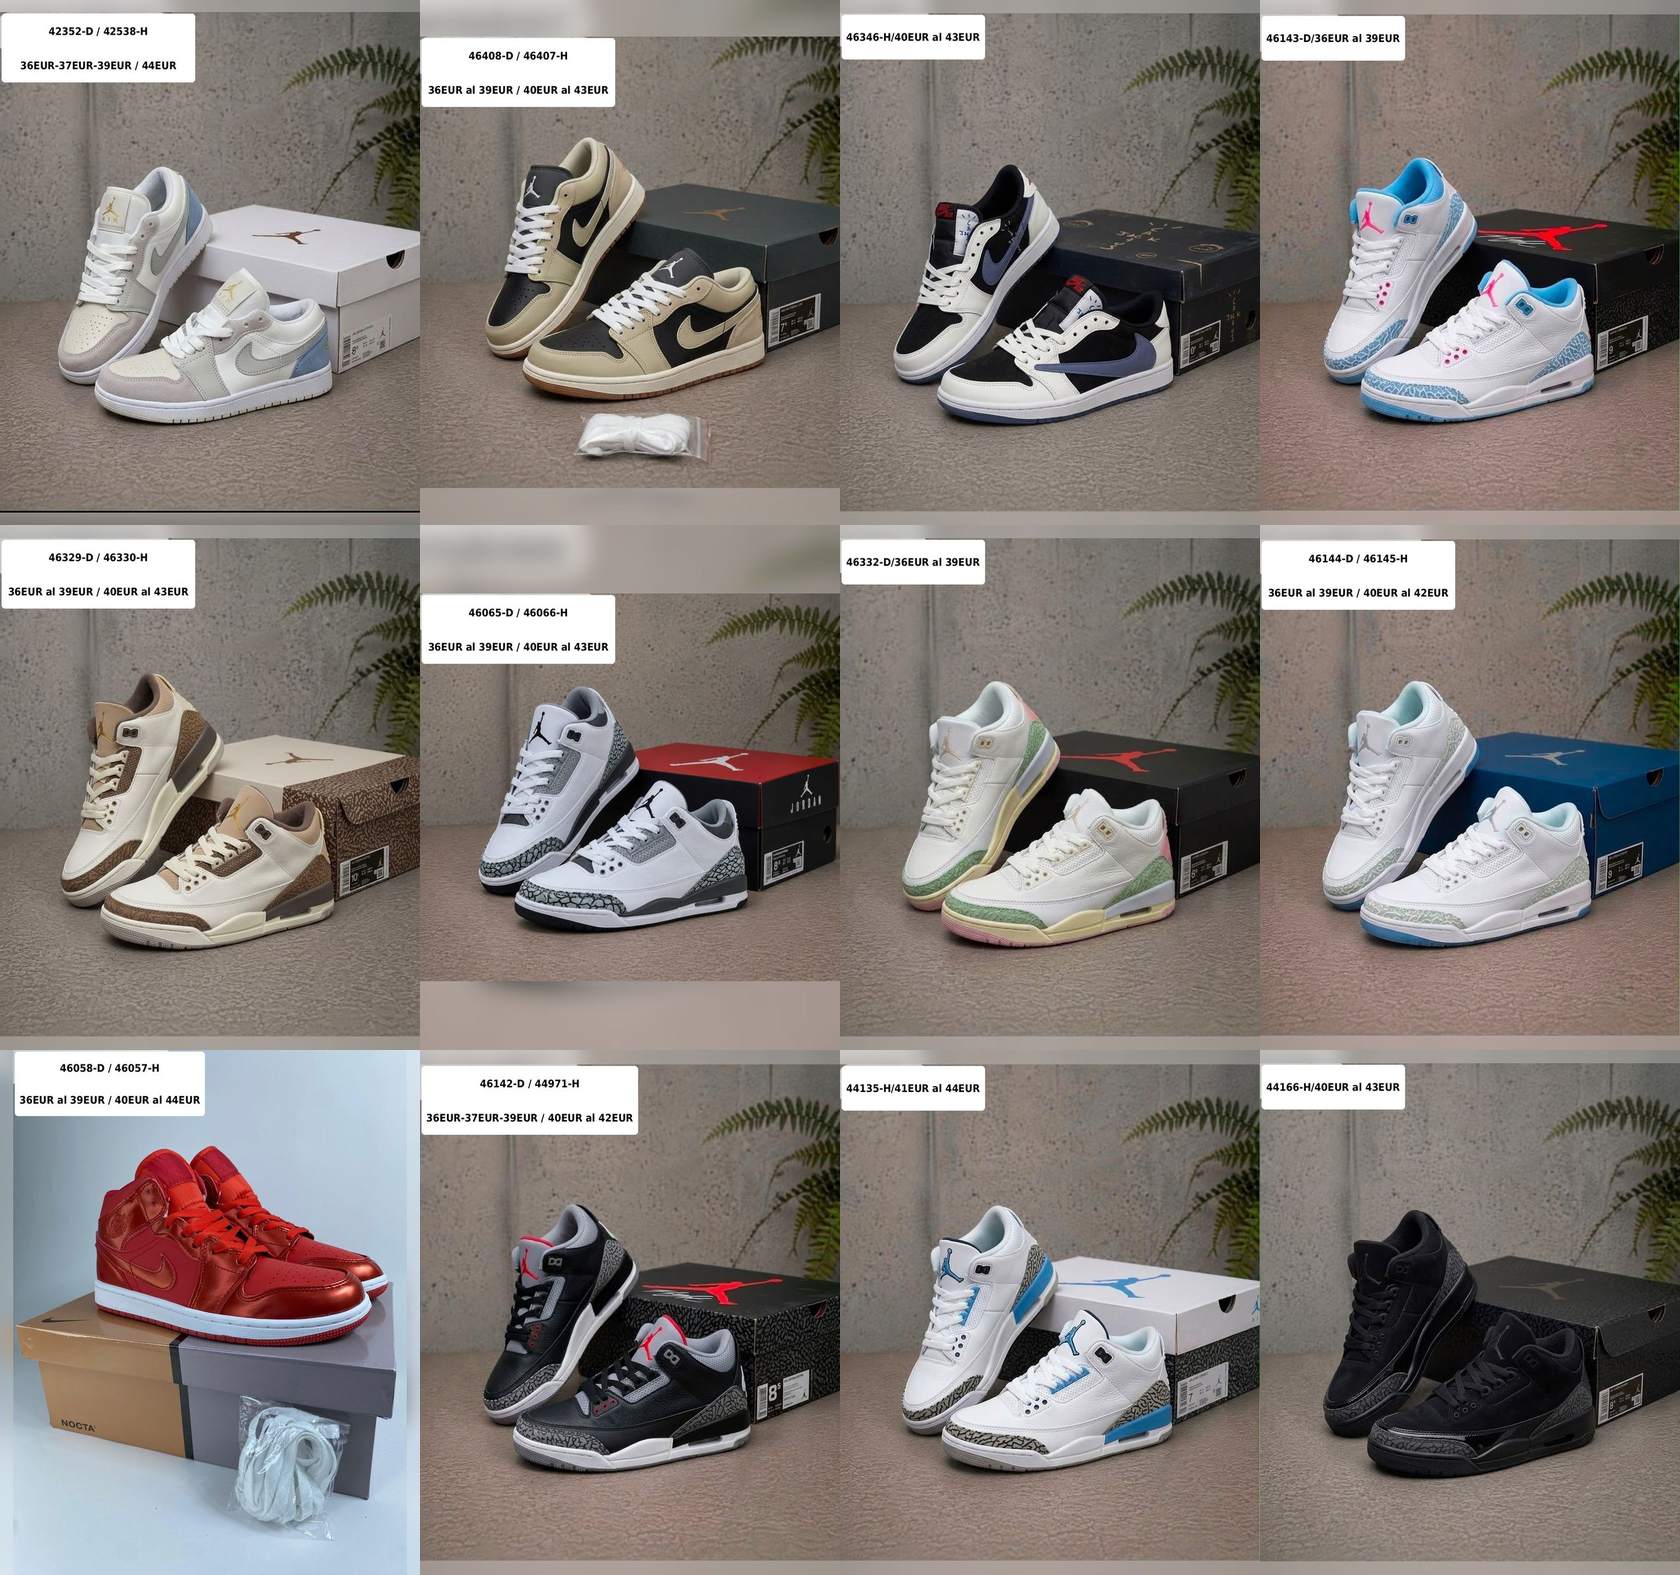 42352-D / 42538-H
36EUR-37EUR-39EUR / 44EUR
46408-D / 46407-H
36EUR al 39EUR / 40EUR al 43EUR
46346-H/40EUR al 43EUR
46143-D/36EUR al 39EUR
46329-D / 46330-H
36EUR al 39EUR / 40EUR al 43EUR
46065-D / 46066-H
36EUR al 39EUR / 40EUR al 43EUR
JORDAN
46332-D/36EUR al 39EUR
46144-D / 46145-H
36EUR al 39EUR / 40EUR al 42EUR
46058-D / 46057-H
36EUR al 39EUR / 40EUR al 44EUR
NOCTA
46142-D / 44971-H
36EUR-37EUR-39EUR / 40EUR al 42EUR
44135-H/41EUR al 44EUR
44166-H/40EUR al 43EUR